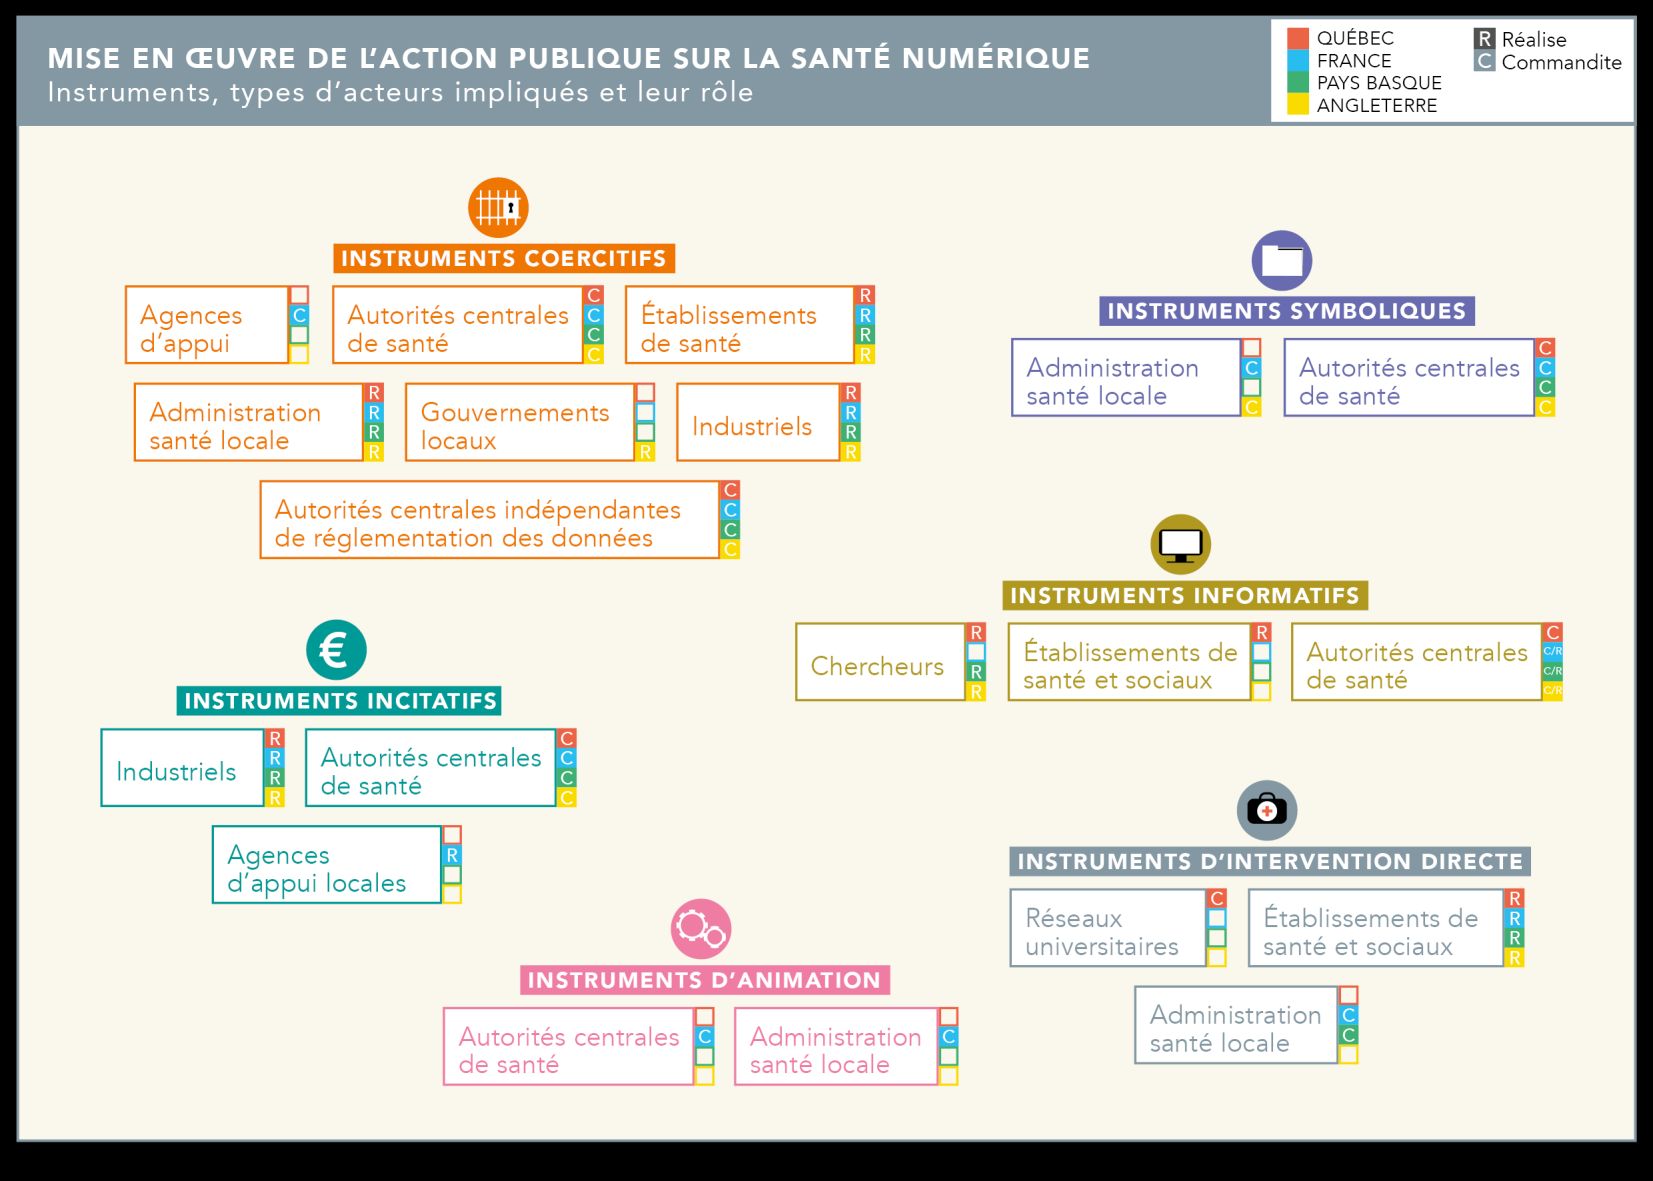 MISE EN ŒUVRE DE L’ACTION PUBLIQUE SUR LA SANTÉ NUMÉRIQUE
Instruments, types d’acteurs impliqués et leur rôle
QUÉBEC
FRANCE
PAYS BASQUE
ANGLETERRE
R Réalise
C Commandite
INSTRUMENTS COERCITIFS
Agences
d’appui
C
Autorités centrales
de santé
C
C
C
C
Établissements
de santé
R
R
R
R
Administration
santé locale
R
R
R
R
Gouvernements
locaux
R
Industriels
R
R
R
R
Autorités centrales indépendantes
de réglementation des données
C
C
C
C
INSTRUMENTS SYMBOLIQUES
Administration
santé locale
C
C
Autorités centrales
de santé
C
C
C
C
INSTRUMENTS INFORMATIFS
Chercheurs
R
R
R
Établissements de
santé et sociaux
R
Autorités centrales
de santé
C
C/R
C/R
C/R
INSTRUMENTS INCITATIFS
Industriels
R
R
R
R
Autorités centrales
de santé
C
C
C
C
Agences
d’appui locales
R
INSTRUMENTS D’INTERVENTION DIRECTE
Réseaux
universitaires
C
Établissements de
santé et sociaux
R
R
R
R
Administration
santé locale
C
C
INSTRUMENTS D’ANIMATION
Autorités centrales
de santé
C
Administration
santé locale
C